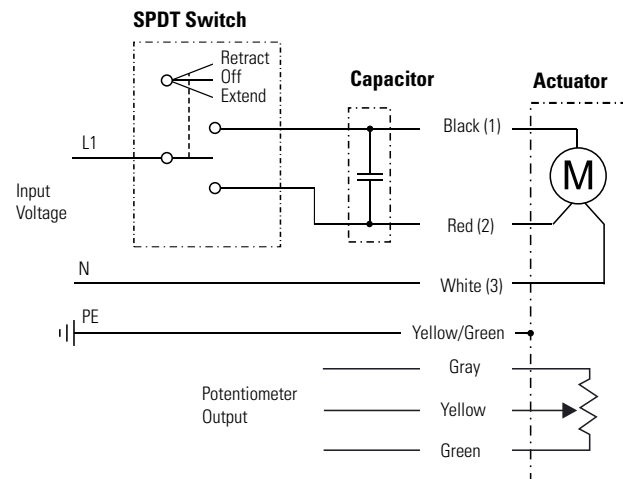 SPDT Switch
Retract
Off
Extend
Capacitor
Actuator
L1
Black (1)
M
Input
Voltage
Red (2)
N
White (3)
PE
Yellow/Green
Gray
Potentiometer
Output
Yellow
Green